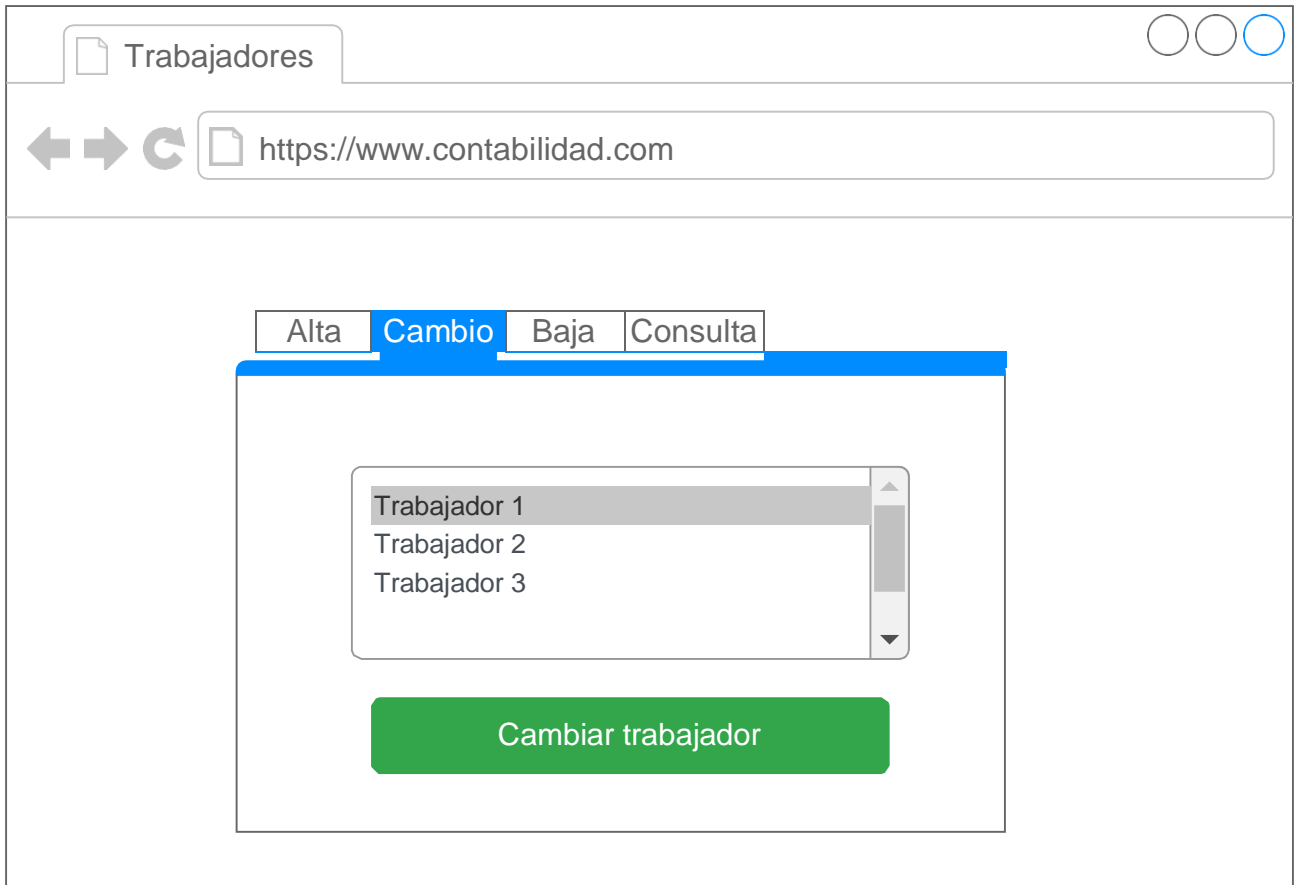 Trabajadores
https://www.contabilidad.com
Alta Cambio Baja Consulta
Trabajador 1
Trabajador 2
Trabajador 3
Cambiar trabajador